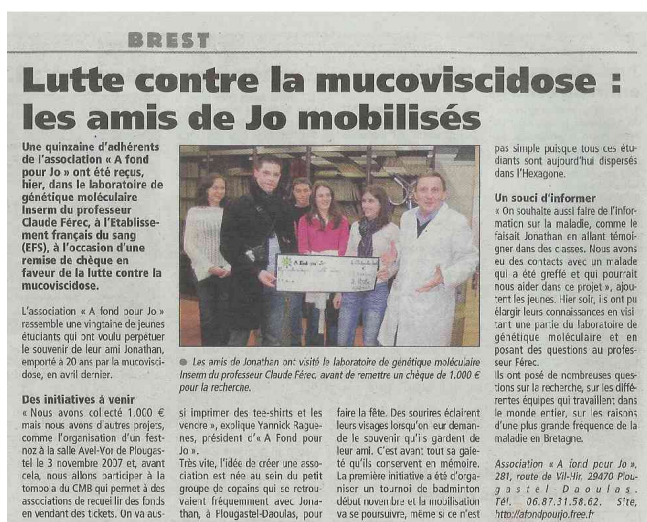 BREST
Lutte contre la mucoviscidose :
les amis de Jo mobilisés
Une quinzaine d'adhérents
de l'association « A fond
pour Jo » ont été reçus,
hier, dans le laboratoire de
génétique moléculaire
Inserm du professeur
Claude Férec, à l'Etablisse-
ment français du sang
(EFS), à l'occasion d'une
remise de chèque en
faveur de la lutte contre la
mucoviscidose.
L'association « A fond pour Jo »
rassemble une vingtaine de jeunes
étudiants qui ont voulu perpétuer
le souvenir de leur ami Jonathan,
emporté à 20 ans par la mucovisci-
dose, en avril dernier.
Des initiatives à venir
« Nous avons collecté 1.000 €
mais nous avons d'autres projets,
comme l'organisation d'un fest-
noz à la salle Avel-Vor de Plougas-
tel le 3 novembre 2007 et, avant
cela, nous allons participer à la
tombola du CMB qui permet à des
associations de recueillir des fonds
en vendant des tickets. On va aus-
A fond pour Jo
● Les amis de Jonathan ont visité le laboratoire de génétique moléculaire
Inserm du professeur Claude Férec, avant de remettre un chèque de 1.000 €
pour la recherche.
si imprimer des tee-shirts et les
vendre », explique Yannick Rague-
nes, président d'« A Fond pour
Jo ».
Très vite, l'idée de créer une asso-
ciation est née au sein du petit
groupe de copains qui se retrou-
vaient fréquemment avec Jona-
than, à Plougastel-Daoulas, pour
faire la fête. Des sourires éclairent
leurs visages lorsqu'on leur deman-
de le souvenir qu'ils gardent de
leur ami. C'est avant tout sa gaie-
té qu'ils conservent en mémoire.
La première initiative a été d'orga-
niser un tournoi de badminton
début novembre et la mobilisation
va se poursuivre, même si ce n'est
pas simple puisque tous ces étu-
diants sont aujourd'hui dispersés
dans l'Hexagone.
Un souci d'informer
« On souhaite aussi faire de l'infor-
mation sur la maladie, comme le
faisait Jonathan en allant témoi-
gner dans des classes. Nous avons
eu des contacts avec un malade
qui a été greffé et qui pourrait
nous aider dans ce projet », ajou-
tent les jeunes. Hier soir, ils ont pu
élargir leurs connaissances en visi-
tant une partie du laboratoire de
génétique moléculaire et en
posant des questions au profes-
seur Férec.
Ils ont posé de nombreuses ques-
tions sur la recherche, sur les diffé-
rentes équipes qui travaillent dans
le monde entier, sur les raisons
d'une plus grande fréquence de la
maladie en Bretagne.
Association « A fond pour Jo »,
281, route de Vil-Hir, 29470 Plou-
gastel Daoulas.
Tél. 06.87.31.58.62. Site,
http://afondpourjo.free.fr